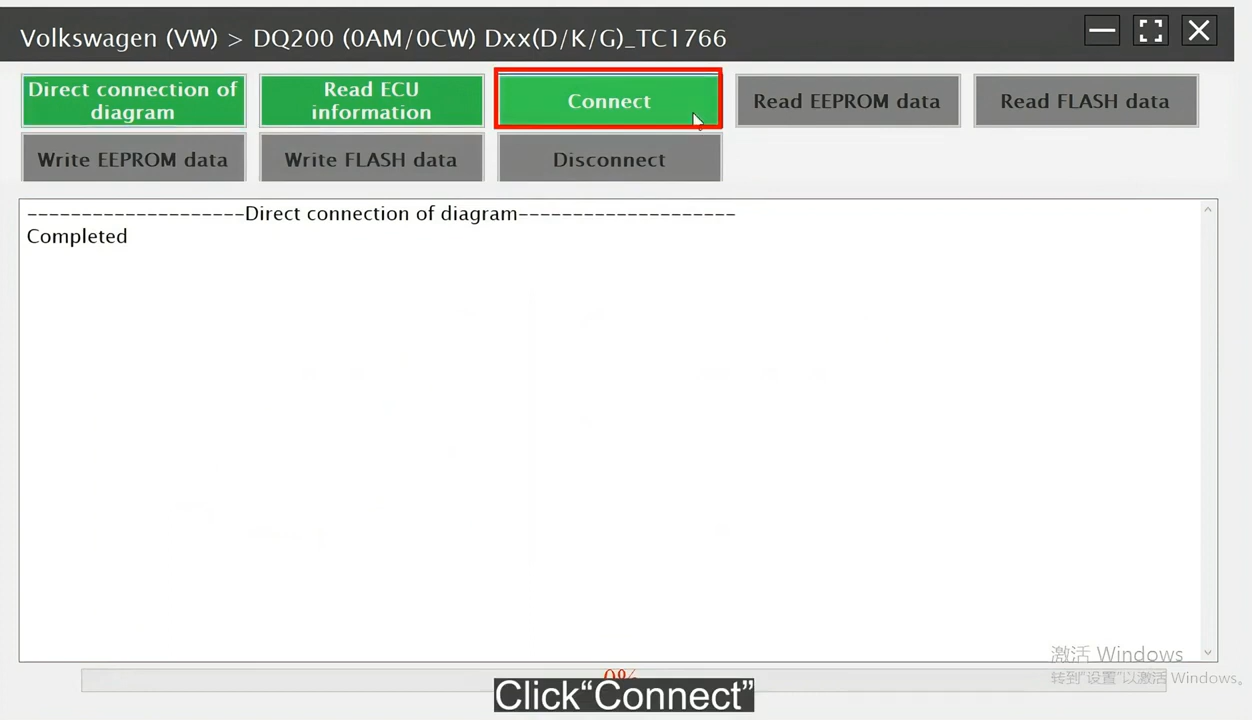 Volkswagen (VW) > DQ200 (0AM/0CW) Dxx(D/K/G)_TC1766
Direct connection of
diagram
Read ECU
information
Connect
Read EEPROM data
Read FLASH data
Write EEPROM data
Write FLASH data
Disconnect
--------------------Direct connection of diagram--------------------
Completed
激活 Windows
转到"设置"以激活 Windows。
0%
Click“Connect”